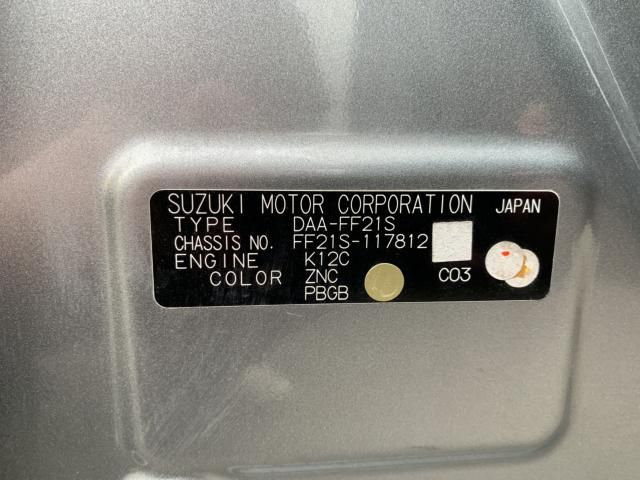 SUZUKI MOTOR CORPORATION JAPAN
TYPE DAA-FF21S
CHASSIS NO. FF21S-117812
ENGINE K12C
COLOR ZNC C03
PBGB